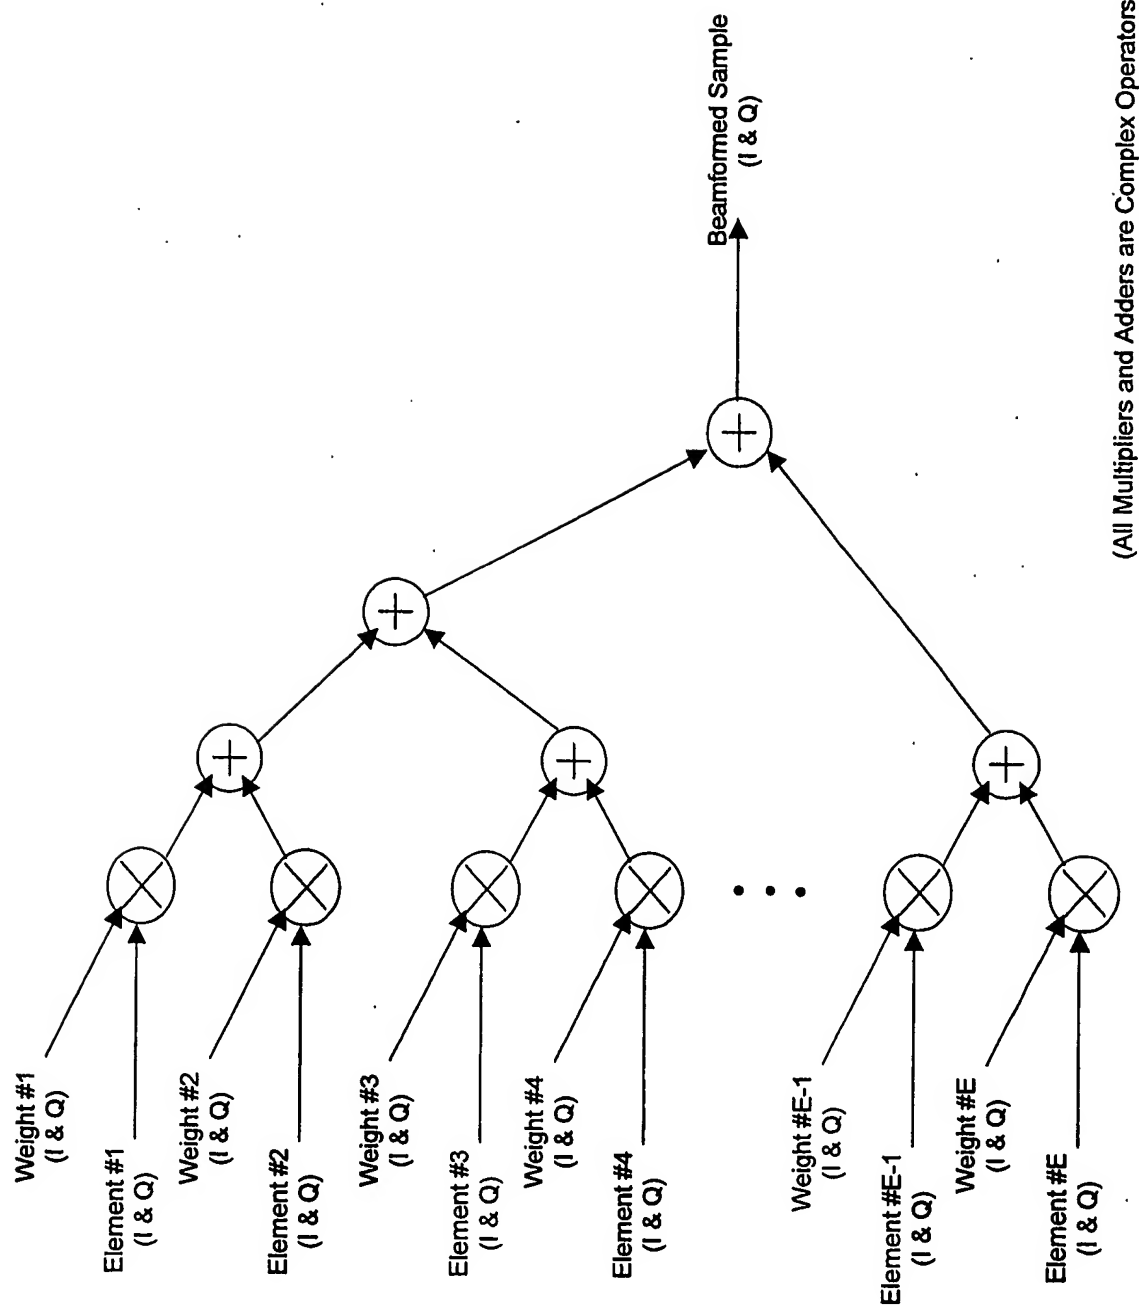 Weight #1
(I & Q)
Element #1
(I & Q)
Weight #2
(I & Q)
Element #2
(I & Q)
Weight #3
(I & Q)
Element #3
(I & Q)
Weight #4
(I & Q)
Element #4
(I & Q)
Weight #E-1
(I & Q)
Element #E-1
(I & Q)
Weight #E
(I & Q)
Element #E
(I & Q)
Beamformed Sample
(I & Q)
(All Multipliers and Adders are Complex Operators